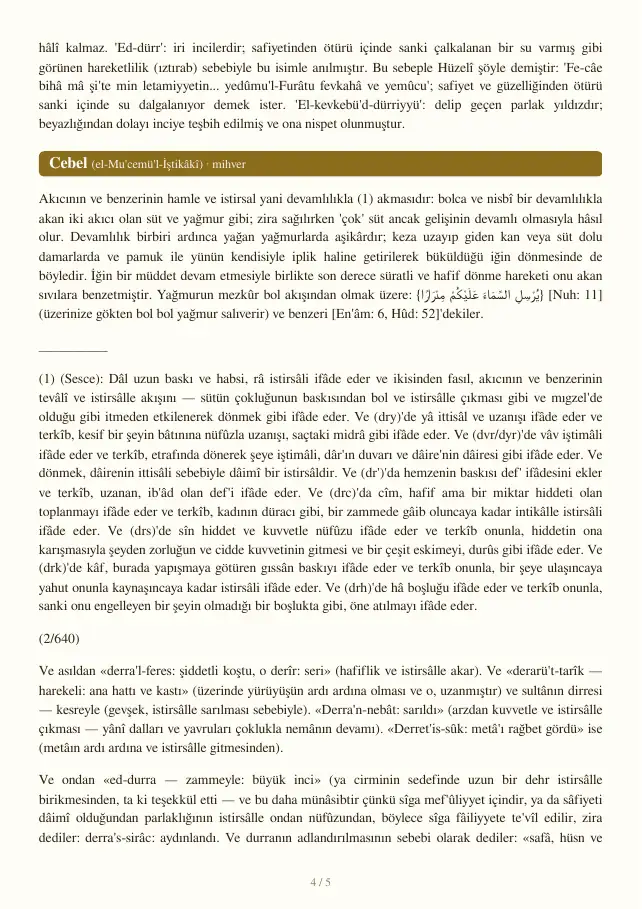 hâlî kalmaz. 'Ed-dürr': iri incilerdir; safiyetinden ötürü içinde sanki çalkalanan bir su varmış gibi
görünen hareketlilik (ıztırab) sebebiyle bu isimle anılmıştır. Bu sebeple Hüzelî şöyle demiştir: 'Fe-câe
bihâ mâ şi'te min letamiyyetin... yedûmu'l-Furâtu fevkahâ ve yemûcu'; safiyet ve güzelliğinden ötürü
sanki içinde su dalgalanıyor demek ister. 'El-kevkebü'd-dürriyyü': delip geçen parlak yıldızdır;
beyazlığından dolayı inciye teşbih edilmiş ve ona nispet olunmuştur.
Cebel (el-Mu'cemü'l-İştikâkî) · mihver
Akıcının ve benzerinin hamle ve istirsal yani devamlılıkla (1) akmasıdır: bolca ve nisbî bir devamlılıkla
akan iki akıcı olan süt ve yağmur gibi; zira sağılırken 'çok' süt ancak gelişinin devamlı olmasıyla hâsıl
olur. Devamlılık birbiri ardınca yağan yağmurlarda aşikârdır; keza uzayıp giden kan veya süt dolu
damarlarda ve pamuk ile yünün kendisiyle iplik haline getirilerek büküldüğü iğin dönmesinde de
böyledir. İğin bir müddet devam etmesiyle birlikte son derece süratli ve hafif dönme hareketi onu akan
sıvılara benzetmiştir. Yağmurun mezkûr bol akışından olmak üzere: {يُرْسِلِ السَّمَاءَ عَلَيْكُمْ مِدْرَارًا} [Nuh: 11]
(üzerinize gökten bol bol yağmur salıverir) ve benzeri [En'âm: 6, Hûd: 52]'dekiler.
(1) (Sesce): Dâl uzun baskı ve habsi, râ istirsâli ifâde eder ve ikisinden fasıl, akıcının ve benzerinin
tevâlî ve istirsâlle akışını — sütün çokluğunun baskısından bol ve istirsâlle çıkması gibi ve mıgzel'de
olduğu gibi itmeden etkilenerek dönmek gibi ifâde eder. Ve (dry)'de yâ ittisâl ve uzanışı ifâde eder ve
terkîb, kesif bir şeyin bâtınına nüfûzla uzanışı, saçtaki midrâ gibi ifâde eder. Ve (dvr/dyr)'de vâv iştimâli
ifâde eder ve terkîb, etrafında dönerek şeye iştimâli, dâr'ın duvarı ve dâire'nin dâiresi gibi ifâde eder. Ve
dönmek, dâirenin ittisâli sebebiyle dâimî bir istirsâldir. Ve (dr')'da hemzenin baskısı def' ifâdesini ekler
ve terkîb, uzanan, ib'âd olan def'i ifâde eder. Ve (drc)'da cîm, hafif ama bir miktar hiddeti olan
toplanmayı ifâde eder ve terkîb, kadının düracı gibi, bir zammede gâib oluncaya kadar intikâlle istirsâli
ifâde eder. Ve (drs)'de sîn hiddet ve kuvvetle nüfûzu ifâde eder ve terkîb onunla, hiddetin ona
karışmasıyla şeyden zorluğun ve cidde kuvvetinin gitmesi ve bir çeşit eskimeyi, durûs gibi ifâde eder. Ve
(drk)'de kâf, burada yapışmaya götüren gıssân baskıyı ifâde eder ve terkîb onunla, bir şeye ulaşıncaya
yahut onunla kaynaşıncaya kadar istirsâli ifâde eder. Ve (drh)'de hâ boşluğu ifâde eder ve terkîb onunla,
sanki onu engelleyen bir şeyin olmadığı bir boşlukta gibi, öne atılmayı ifâde eder.
(2/640)
Ve asıldan «derra'l-feres: şiddetli koştu, o derîr: seri» (hafiflik ve istirsâlle akar). Ve «derarü't-tarîk —
harekeli: ana hattı ve kastı» (üzerinde yürüyüşün ardı ardına olması ve o, uzanmıştır) ve sultânın dirresi
— kesreyle (gevşek, istirsâlle sarılması sebebiyle). «Derra'n-nebât: sarıldı» (arzdan kuvvetle ve istirsâlle
çıkması — yânî dalları ve yavruları çoklukla nemânın devamı). «Derret'is-sûk: metâ'ı rağbet gördü» ise
(metâın ardı ardına ve istirsâlle gitmesinden).
Ve ondan «ed-durra — zammeyle: büyük inci» (ya cirminin sedefinde uzun bir dehr istirsâlle
birikmesinden, ta ki teşekkül etti — ve bu daha münâsibtir çünkü sîga mef'ûliyyet içindir, ya da sâfiyeti
dâimî olduğundan parlaklığının istirsâlle ondan nüfûzundan, böylece sîga fâiliyyete te'vîl edilir, zira
dediler: derra's-sirâc: aydınlandı. Ve durranın adlandırılmasının sebebi olarak dediler: «safâ, hüsn ve
4 / 5